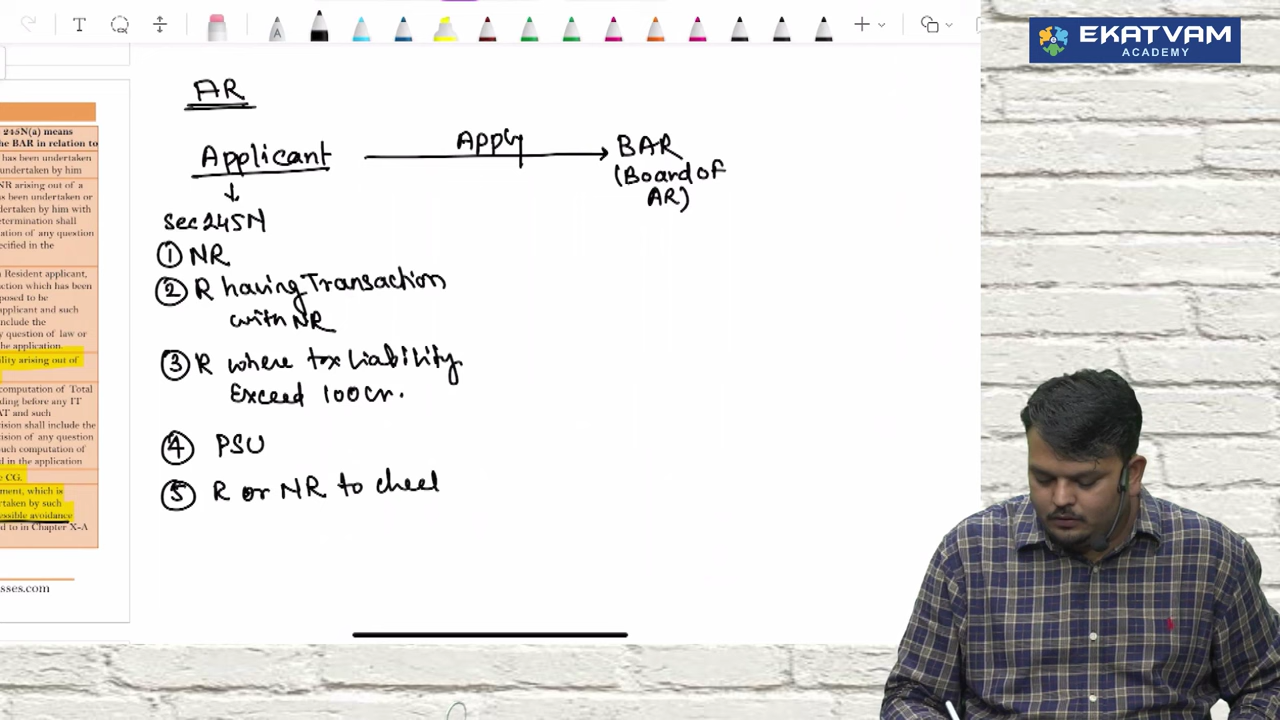 EKATVAM
ACADEMY
AR
Applicant
Apply
BAR
(Board of
AR)
Sec 245N
① NR
② R having Transaction
with NR
③ R where tax liability
Exceed 100 cr.
④ PSU
⑤ R or NR to
245N(a) means
he BAR in relation to
has been undertaken
undertaken by him
NR arising out of a
as been undertaken or
dertaken by him with
etermination shall
ation of any question
ecified in the
Resident applicant,
ction which has been
posed to be
applicant and such
nclude the
y question of law or
he application.
ility arising out of
computation of Total
ding before any IT
AT and such
ision shall include the
ision of any question
uch computation of
d in the application
e CG.
ment, which is
rtaken by such
ssible avoidance
d to in Chapter X-A
sses.com